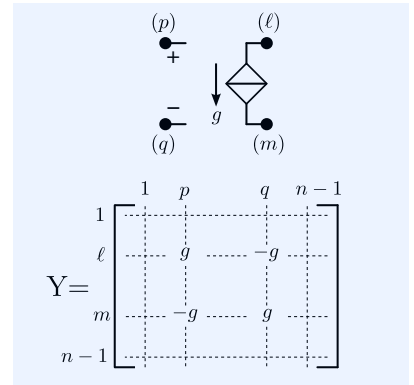 (p) (ℓ)
+
−
g
(q) (m)
1 p q n − 1
1
ℓ g −g
Y=
m −g g
n − 1